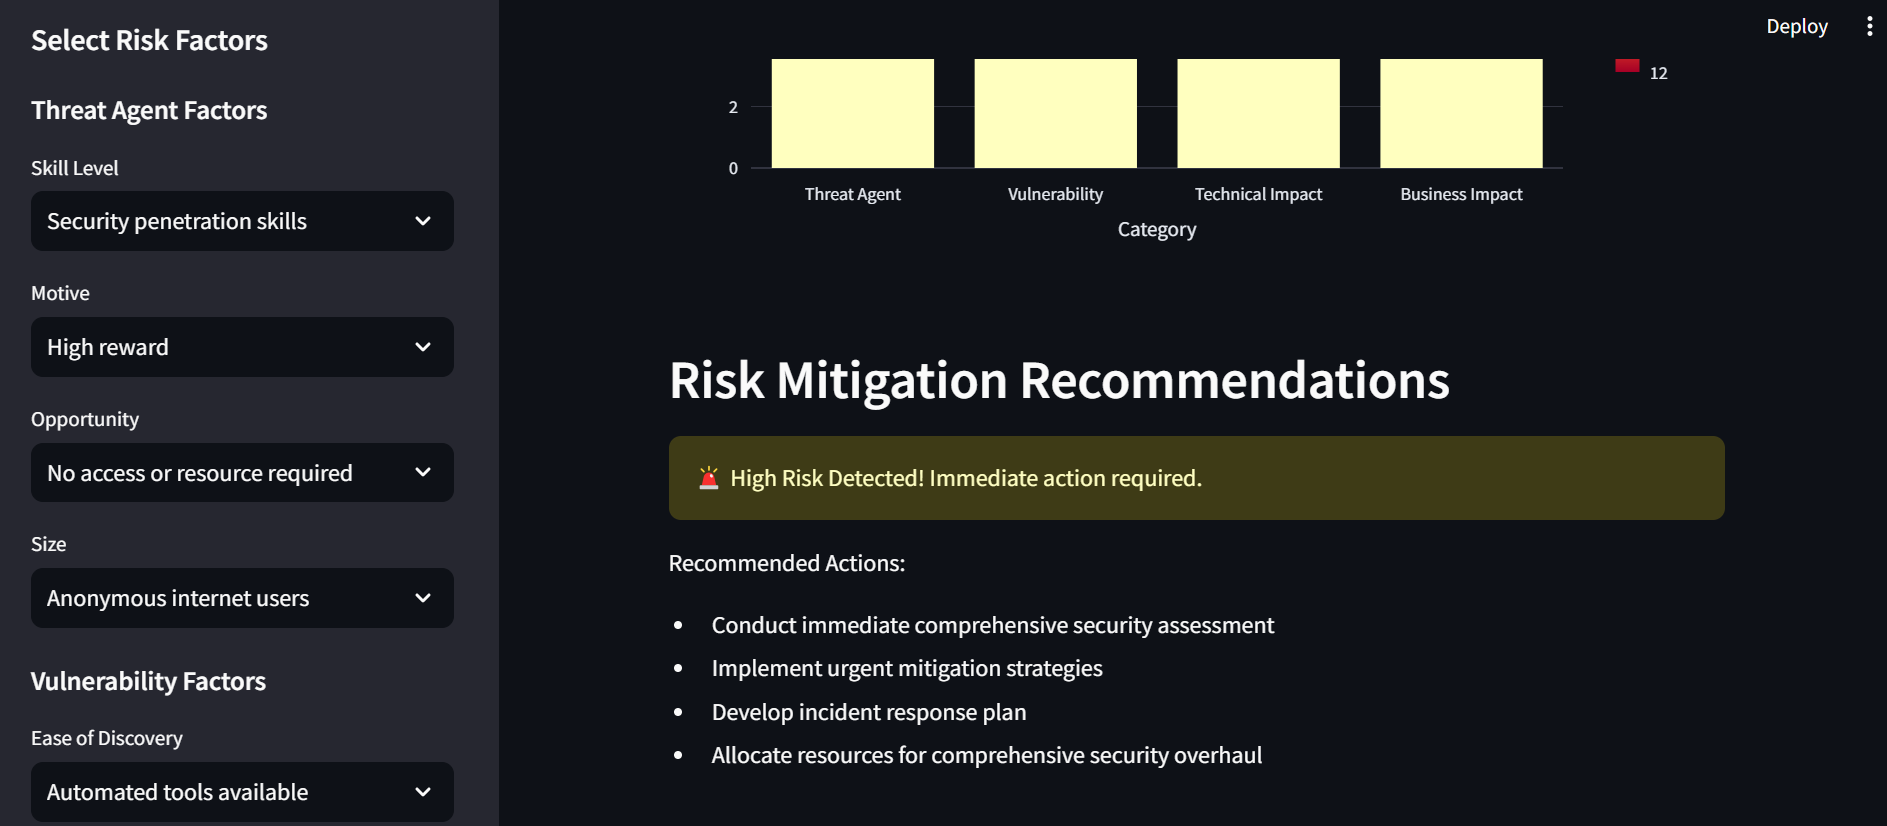 Select Risk Factors
Threat Agent Factors
Skill Level
Security penetration skills
Motive
High reward
Opportunity
No access or resource required
Size
Anonymous internet users
Vulnerability Factors
Ease of Discovery
Automated tools available
Deploy
12
2
0
Threat Agent
Vulnerability
Technical Impact
Business Impact
Category
Risk Mitigation Recommendations
🚨 High Risk Detected! Immediate action required.
Recommended Actions:
• Conduct immediate comprehensive security assessment
• Implement urgent mitigation strategies
• Develop incident response plan
• Allocate resources for comprehensive security overhaul